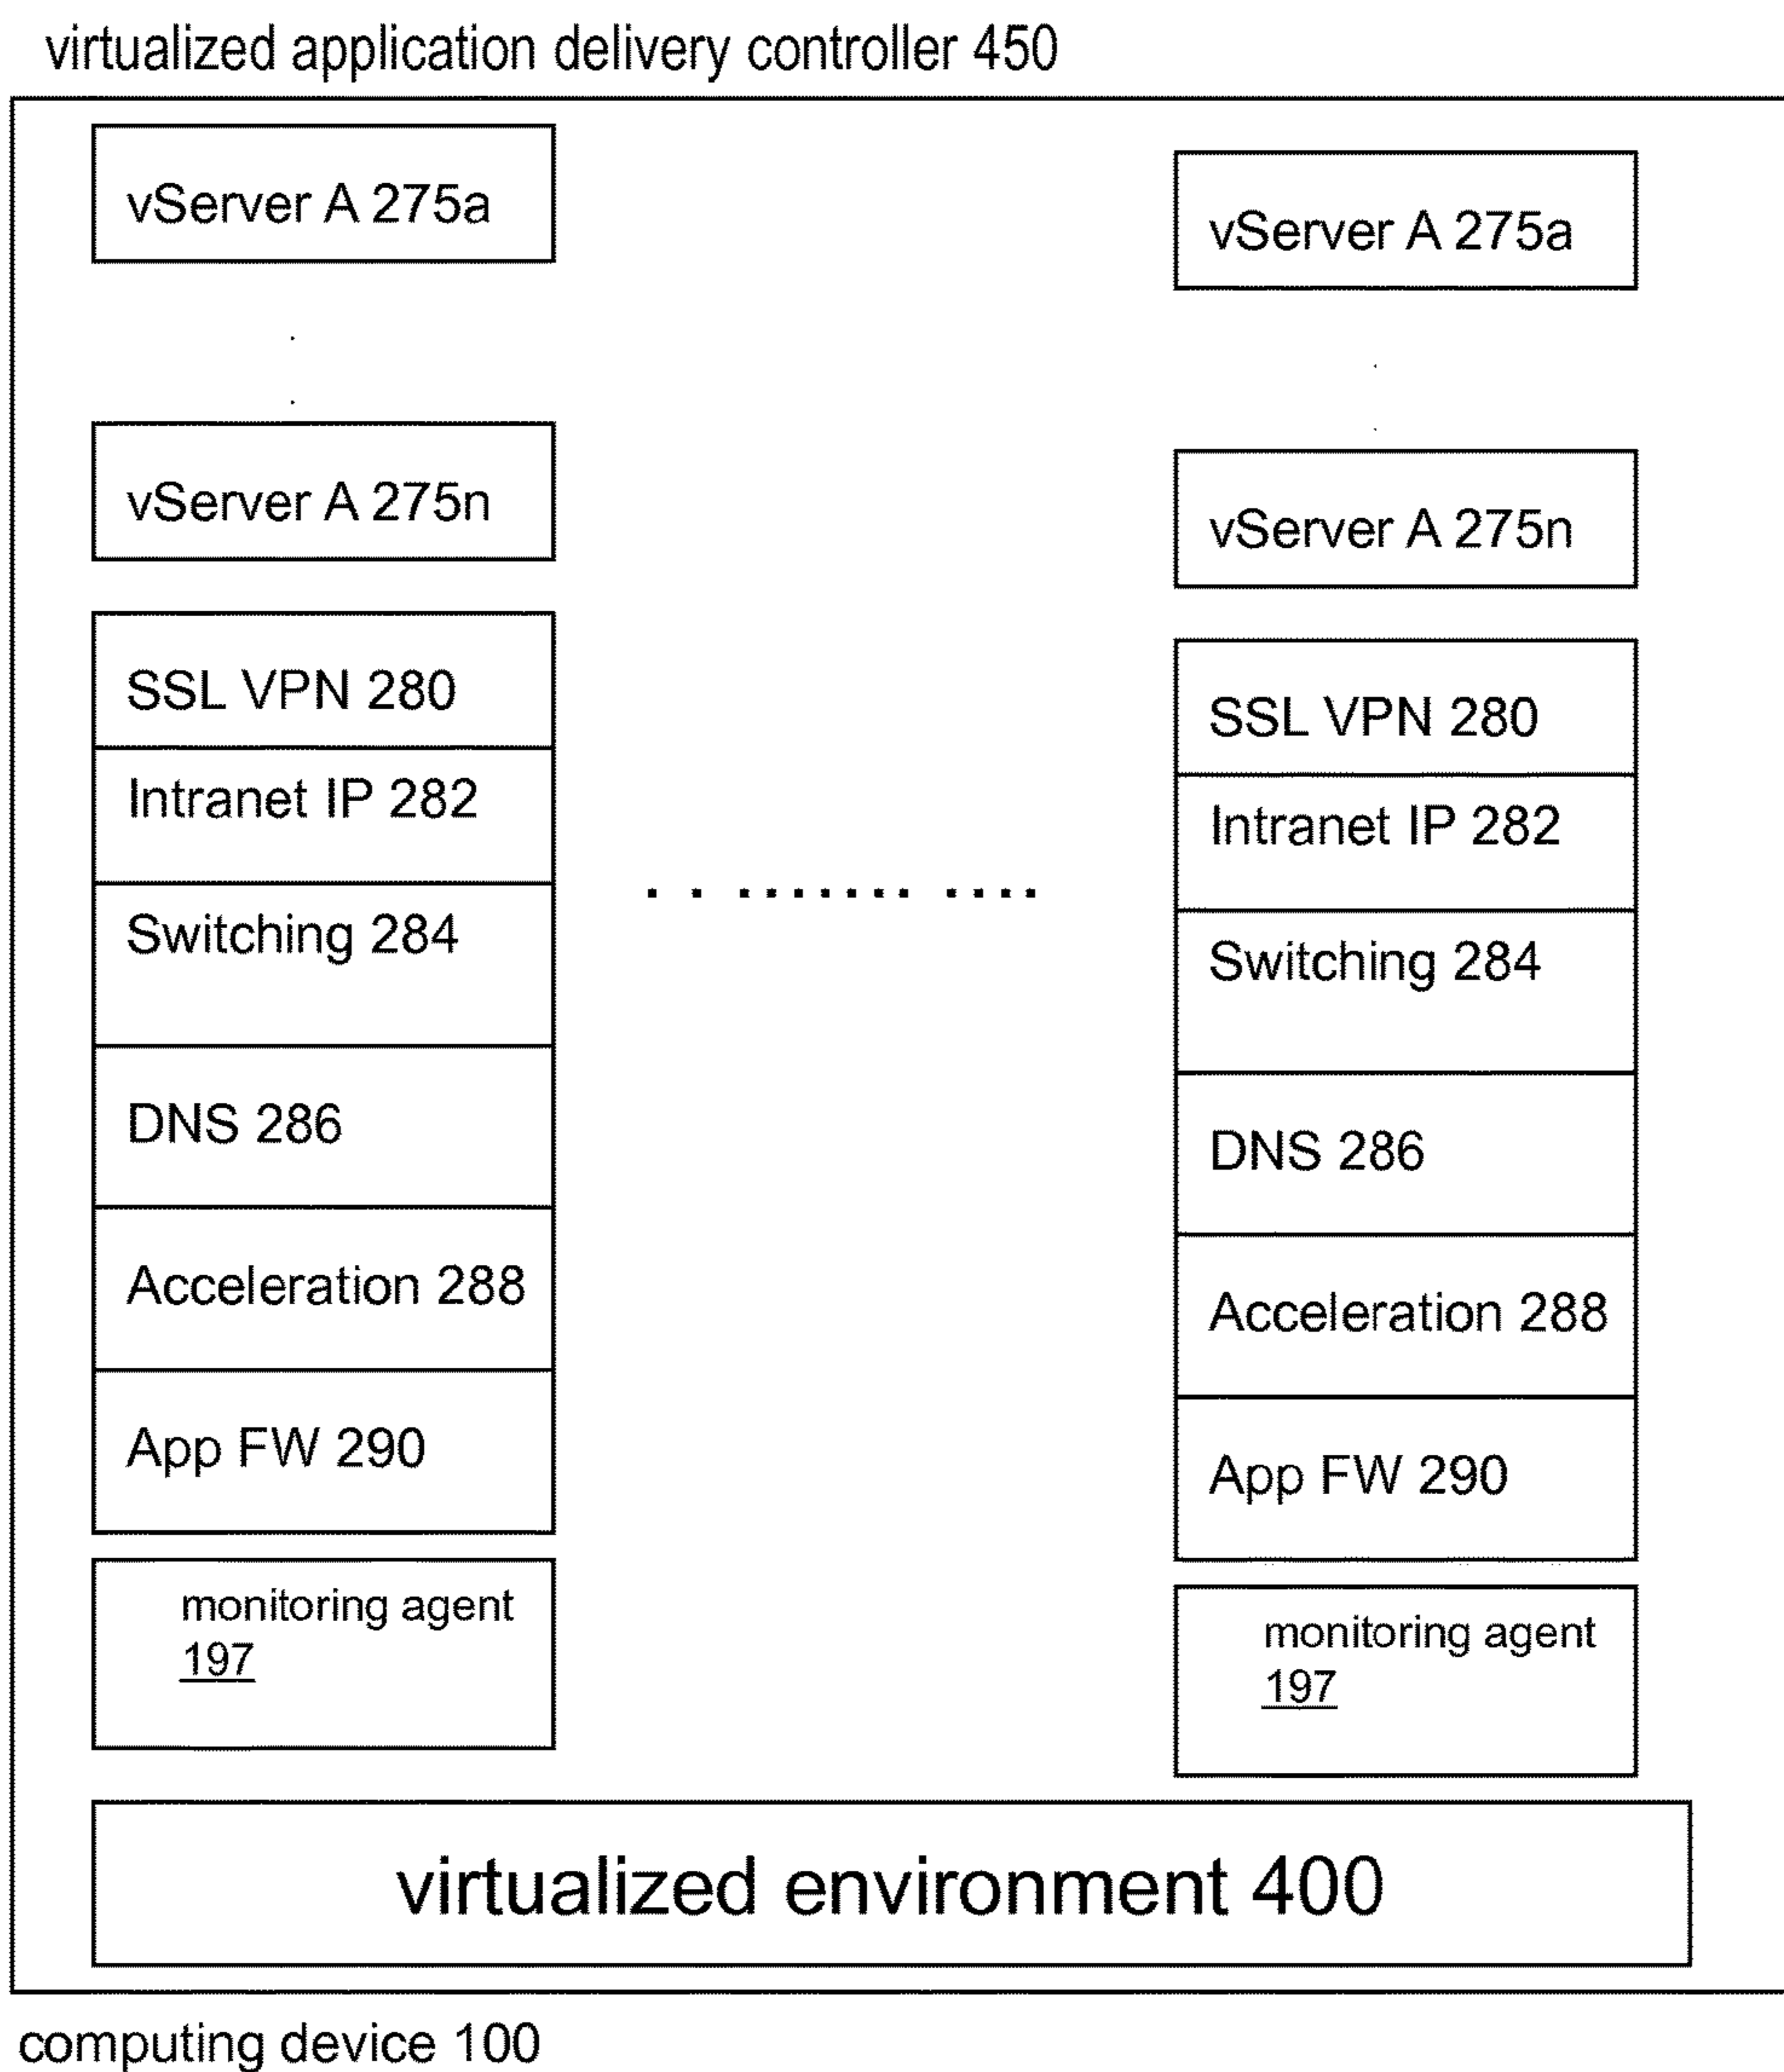 virtualized application delivery controller 450
vServer A 275a
vServer A 275n
SSL VPN 280
Intranet IP 282
Switching 284
DNS 286
Acceleration 288
App FW 290
monitoring agent
197
vServer A 275a
vServer A 275n
SSL VPN 280
Intranet IP 282
Switching 284
DNS 286
Acceleration 288
App FW 290
monitoring agent
197
virtualized environment 400
computing device 100